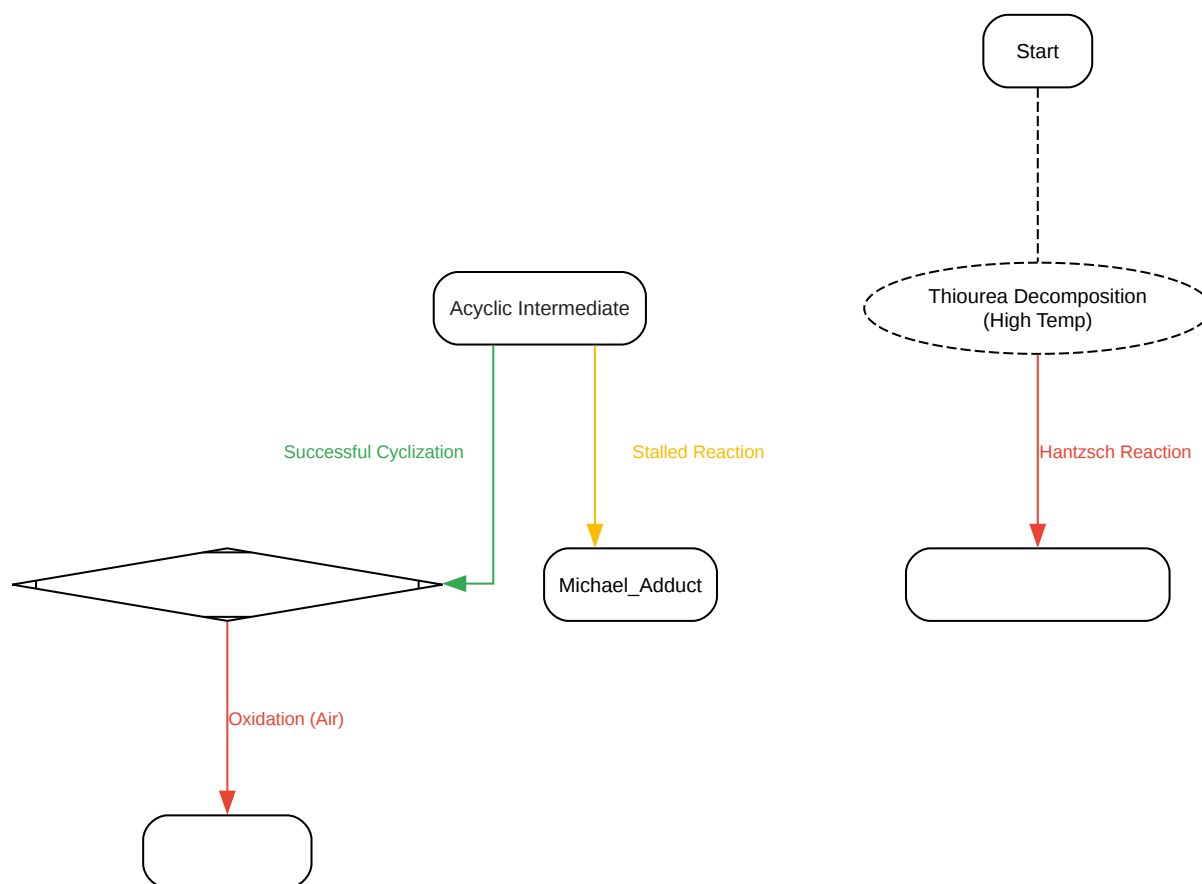 Start
Thiourea Decomposition
(High Temp)
Acyclic Intermediate
Successful Cyclization
Stalled Reaction
Hantzsch Reaction
Michael_Adduct
Oxidation (Air)